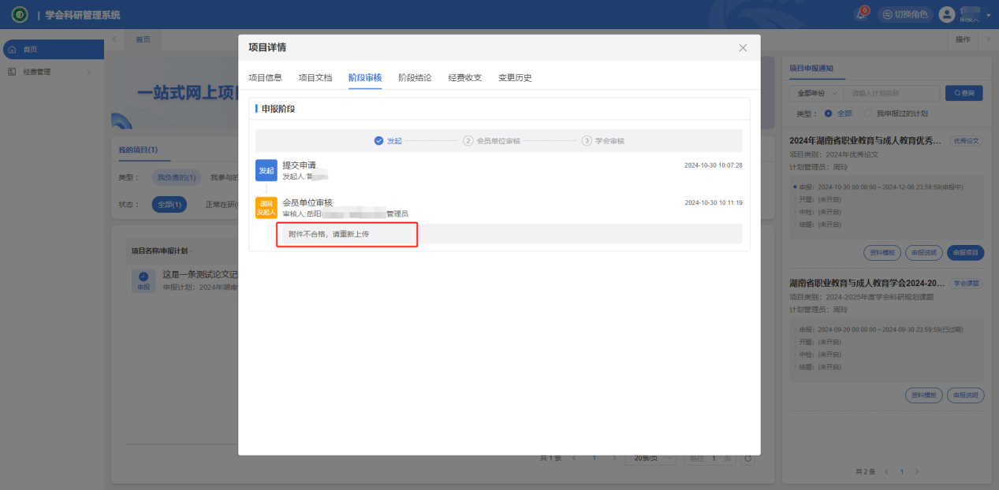 | 学会科研管理系统
0
切换角色
申报人
首页
经费管理
首页
操作
一站式网上项
我的项目(1)
类型：
我负责的(1)
我参与的
状态：
全部(1)
正常在研(
项目名称/申报计划
申报
这是一条测试论文记
申报计划：2024年湖南
共 1 条
1
20条/页
前往 1 页
项目详情
项目信息
项目文档
阶段审核
阶段结论
经费收支
变更历史
申报阶段
发起
2 会员单位审核
3 学会审核
发起
提交申请
2024-10-30 10:07:28
发起人:曾
退回
发起人
会员单位审核
2024-10-30 10:11:19
审核人:岳阳
管理员
附件不合格，请重新上传
项目申报通知
全部年份
请输入计划名称
查询
类型：
全部
我申报过的计划
2024年湖南省职业教育与成人教育优秀...
优秀论文
项目类别：2024年优秀论文
计划管理员：周玲
申报：2024-10-30 00:00:00～2024-12-06 23:59:59(申报中)
开题：(未开启)
中检：(未开启)
结题：(未开启)
资料模板
申报说明
申报项目
湖南省职业教育与成人教育学会2024-20...
学会课题
项目类别：2024-2025年度学会科研规划课题
计划管理员：周玲
申报：2024-09-20 00:00:00～2024-09-30 23:59:59(已过期)
开题：(未开启)
中检：(未开启)
结题：(未开启)
资料模板
申报说明
共 2 条
1